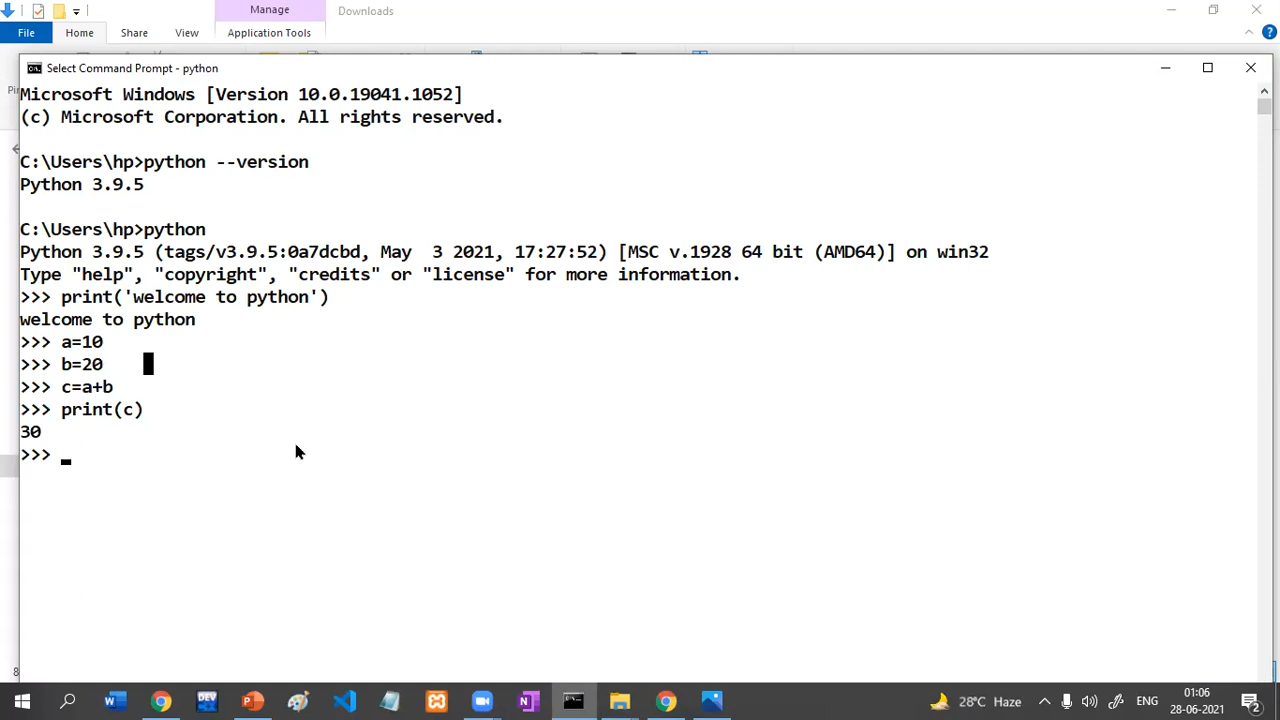 Manage
Downloads
File
Home
Share
View
Application Tools
Select Command Prompt - python
Microsoft Windows [Version 10.0.19041.1052]
(c) Microsoft Corporation. All rights reserved.
C:\Users\hp>python --version
Python 3.9.5
C:\Users\hp>python
Python 3.9.5 (tags/v3.9.5:0a7dcbd, May  3 2021, 17:27:52) [MSC v.1928 64 bit (AMD64)] on win32
Type "help", "copyright", "credits" or "license" for more information.
>>> print('welcome to python')
welcome to python
>>> a=10
>>> b=20
>>> c=a+b
>>> print(c)
30
>>> _
8
DEV
28°C Haze
ENG
01:06
28-06-2021
2